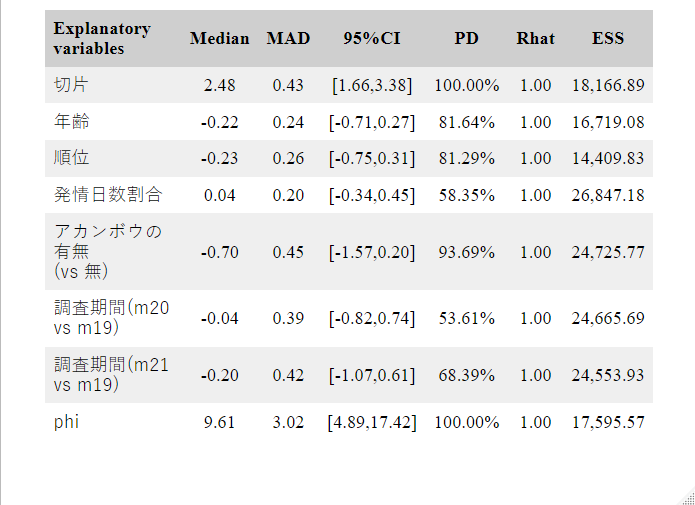 Explanatory variables Median MAD 95%CI PD Rhat ESS
切片 2.48 0.43 [1.66,3.38] 100.00% 1.00 18,166.89
年齢 -0.22 0.24 [-0.71,0.27] 81.64% 1.00 16,719.08
順位 -0.23 0.26 [-0.75,0.31] 81.29% 1.00 14,409.83
発情日数割合 0.04 0.20 [-0.34,0.45] 58.35% 1.00 26,847.18
アカンボウの
有無
(vs 無) -0.70 0.45 [-1.57,0.20] 93.69% 1.00 24,725.77
調査期間(m20
vs m19) -0.04 0.39 [-0.82,0.74] 53.61% 1.00 24,665.69
調査期間(m21
vs m19) -0.20 0.42 [-1.07,0.61] 68.39% 1.00 24,553.93
phi 9.61 3.02 [4.89,17.42] 100.00% 1.00 17,595.57